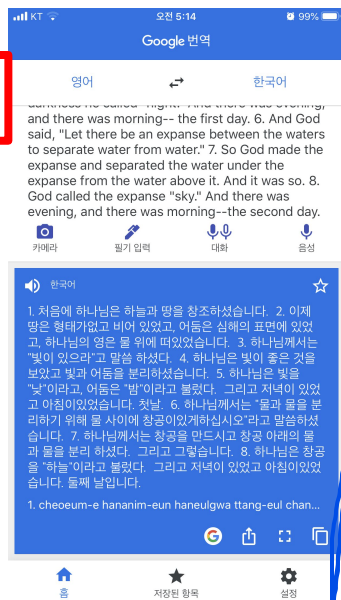 KT 오전 5:14 99%
Google 번역
영어 한국어
darkness he called "night." And there was evening,
and there was morning-- the first day. 6. And God
said, "Let there be an expanse between the waters
to separate water from water." 7. So God made the
expanse and separated the water under the
expanse from the water above it. And it was so. 8.
God called the expanse "sky." And there was
evening, and there was morning--the second day.
카메라 필기 입력 대화 음성
한국어
1. 처음에 하나님은 하늘과 땅을 창조하셨습니다. 2. 이제
땅은 형태가없고 비어 있었고, 어둠은 심해의 표면에 있었
고, 하나님의 영은 물 위에 떠있었습니다. 3. 하나님께서는
"빛이 있으라"고 말씀 하셨다. 4. 하나님은 빛이 좋은 것을
보았고 빛과 어둠을 분리하셨습니다. 5. 하나님은 빛을
"낮"이라고, 어둠은 "밤"이라고 불렀다. 그리고 저녁이 있었
고 아침이있었습니다. 첫날. 6. 하나님께서는 "물과 물을 분
리하기 위해 물 사이에 창공이있게하십시오"라고 말씀하셨
습니다. 7. 하나님께서는 창공을 만드시고 창공 아래의 물
과 물을 분리 하셨다. 그리고 그렇습니다. 8. 하나님은 창공
을 "하늘"이라고 불렀다. 그리고 저녁이 있었고 아침이있었
습니다. 둘째 날입니다.
1. cheoeum-e hananim-eun haneulgwa ttang-eul chan...
홈 저장된 항목 설정